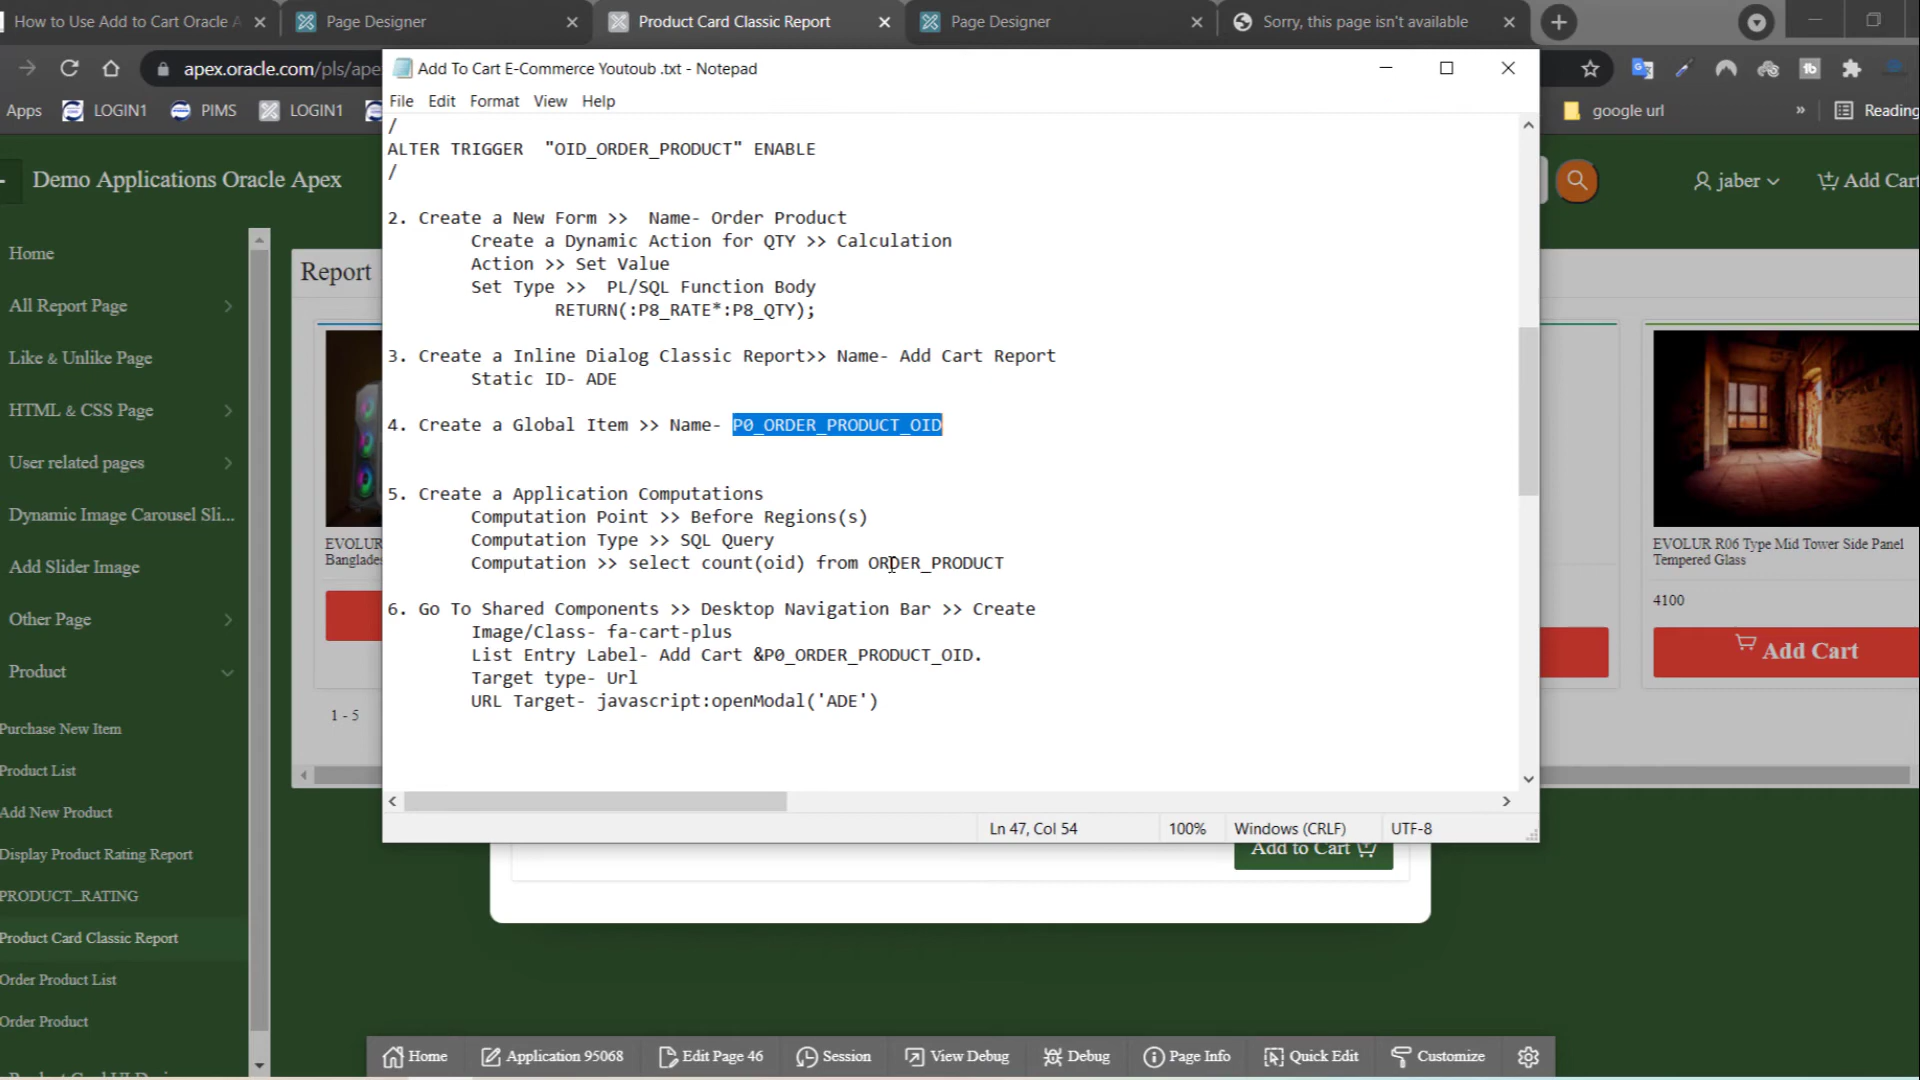 How to Use Add to Cart Oracle A
Page Designer
Product Card Classic Report
Page Designer
Sorry, this page isn't available
apex.oracle.com/pls/ape
Apps
LOGIN1
PIMS
LOGIN1
google url
»
Reading
Add To Cart E-Commerce Youtoub .txt - Notepad
File Edit Format View Help
/
ALTER TRIGGER "OID_ORDER_PRODUCT" ENABLE
/
2. Create a New Form >> Name- Order Product
Create a Dynamic Action for QTY >> Calculation
Action >> Set Value
Set Type >> PL/SQL Function Body
RETURN(:P8_RATE*:P8_QTY);
3. Create a Inline Dialog Classic Report>> Name- Add Cart Report
Static ID- ADE
4. Create a Global Item >> Name- P0_ORDER_PRODUCT_OID
5. Create a Application Computations
Computation Point >> Before Regions(s)
Computation Type >> SQL Query
Computation >> select count(oid) from ORDER_PRODUCT
6. Go To Shared Components >> Desktop Navigation Bar >> Create
Image/Class- fa-cart-plus
List Entry Label- Add Cart &P0_ORDER_PRODUCT_OID.
Target type- Url
URL Target- javascript:openModal('ADE')
Ln 47, Col 54
100%
Windows (CRLF)
UTF-8
Demo Applications Oracle Apex
jaber
Add Cart
Home
All Report Page
Like & Unlike Page
HTML & CSS Page
User related pages
Dynamic Image Carousel Sli...
Add Slider Image
Other Page
Product
Purchase New Item
Product List
Add New Product
Display Product Rating Report
PRODUCT_RATING
Product Card Classic Report
Order Product List
Order Product
Report
EVOLUR
Banglades
1 - 5
EVOLUR R06 Type Mid Tower Side Panel
Tempered Glass
4100
Add Cart
Add to Cart
Home
Application 95068
Edit Page 46
Session
View Debug
Debug
Page Info
Quick Edit
Customize